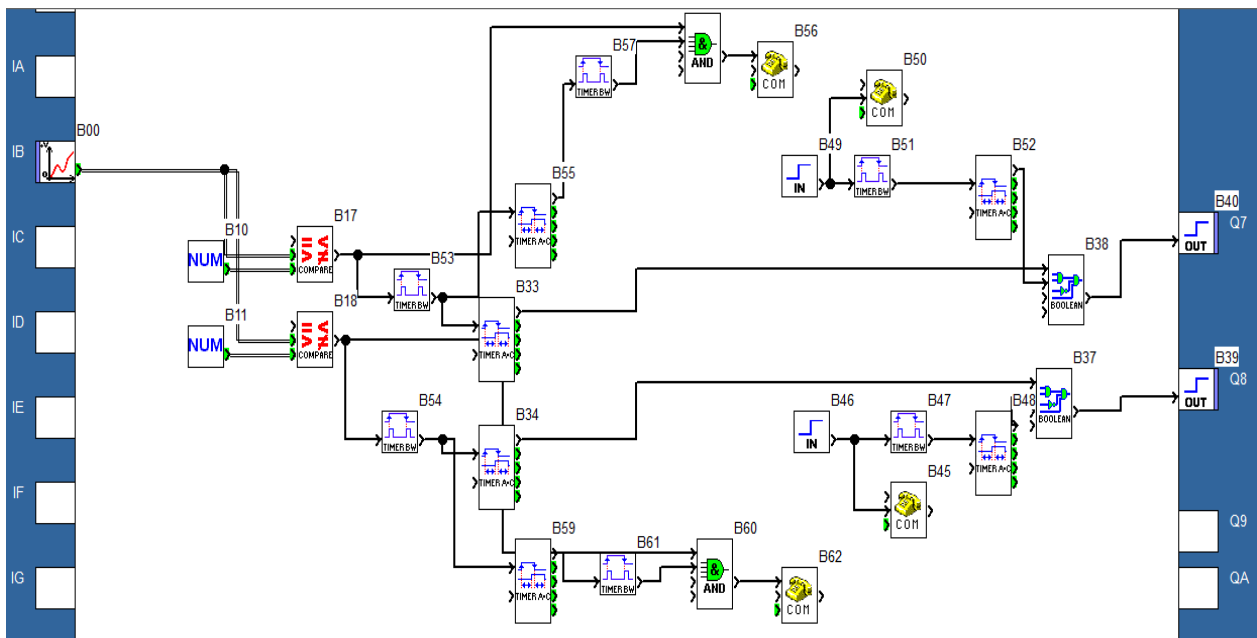 IA
IB
IC
ID
IE
IF
IG
B00
B10
NUM
B11
NUM
B17
COMPARE
B18
COMPARE
B53
TIMER BW
B54
TIMER BW
B55
TIMER A•C
B57
TIMER BW
&
AND
B56
COM
B33
TIMER A•C
B34
TIMER A•C
B59
TIMER A•C
B61
TIMER BW
B60
&
AND
B62
COM
B50
COM
B49
IN
B51
TIMER BW
B52
TIMER A•C
B38
BOOLEAN
B46
IN
B47
TIMER BW
B48
TIMER A•C
B45
COM
B37
BOOLEAN
B40
Q7
OUT
B39
Q8
OUT
Q9
QA